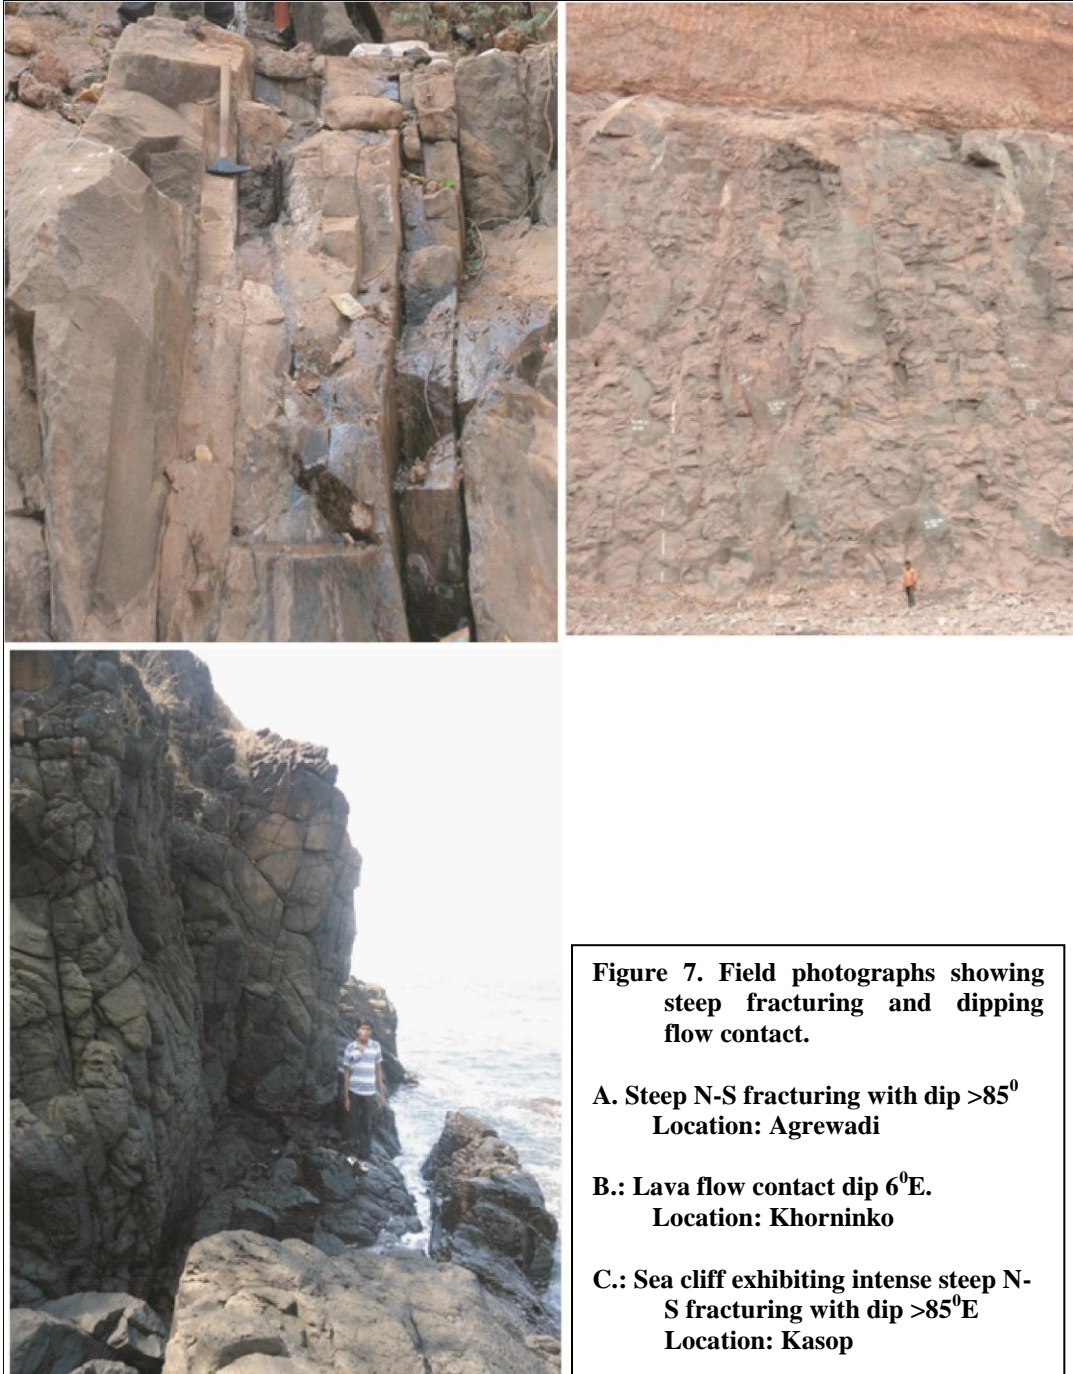 Figure 7. Field photographs showing
steep fracturing and dipping
flow contact.
A. Steep N-S fracturing with dip >85⁰
Location: Agrewadi
B.: Lava flow contact dip 6⁰E.
Location: Khorninko
C.: Sea cliff exhibiting intense steep N-
S fracturing with dip >85⁰E
Location: Kasop